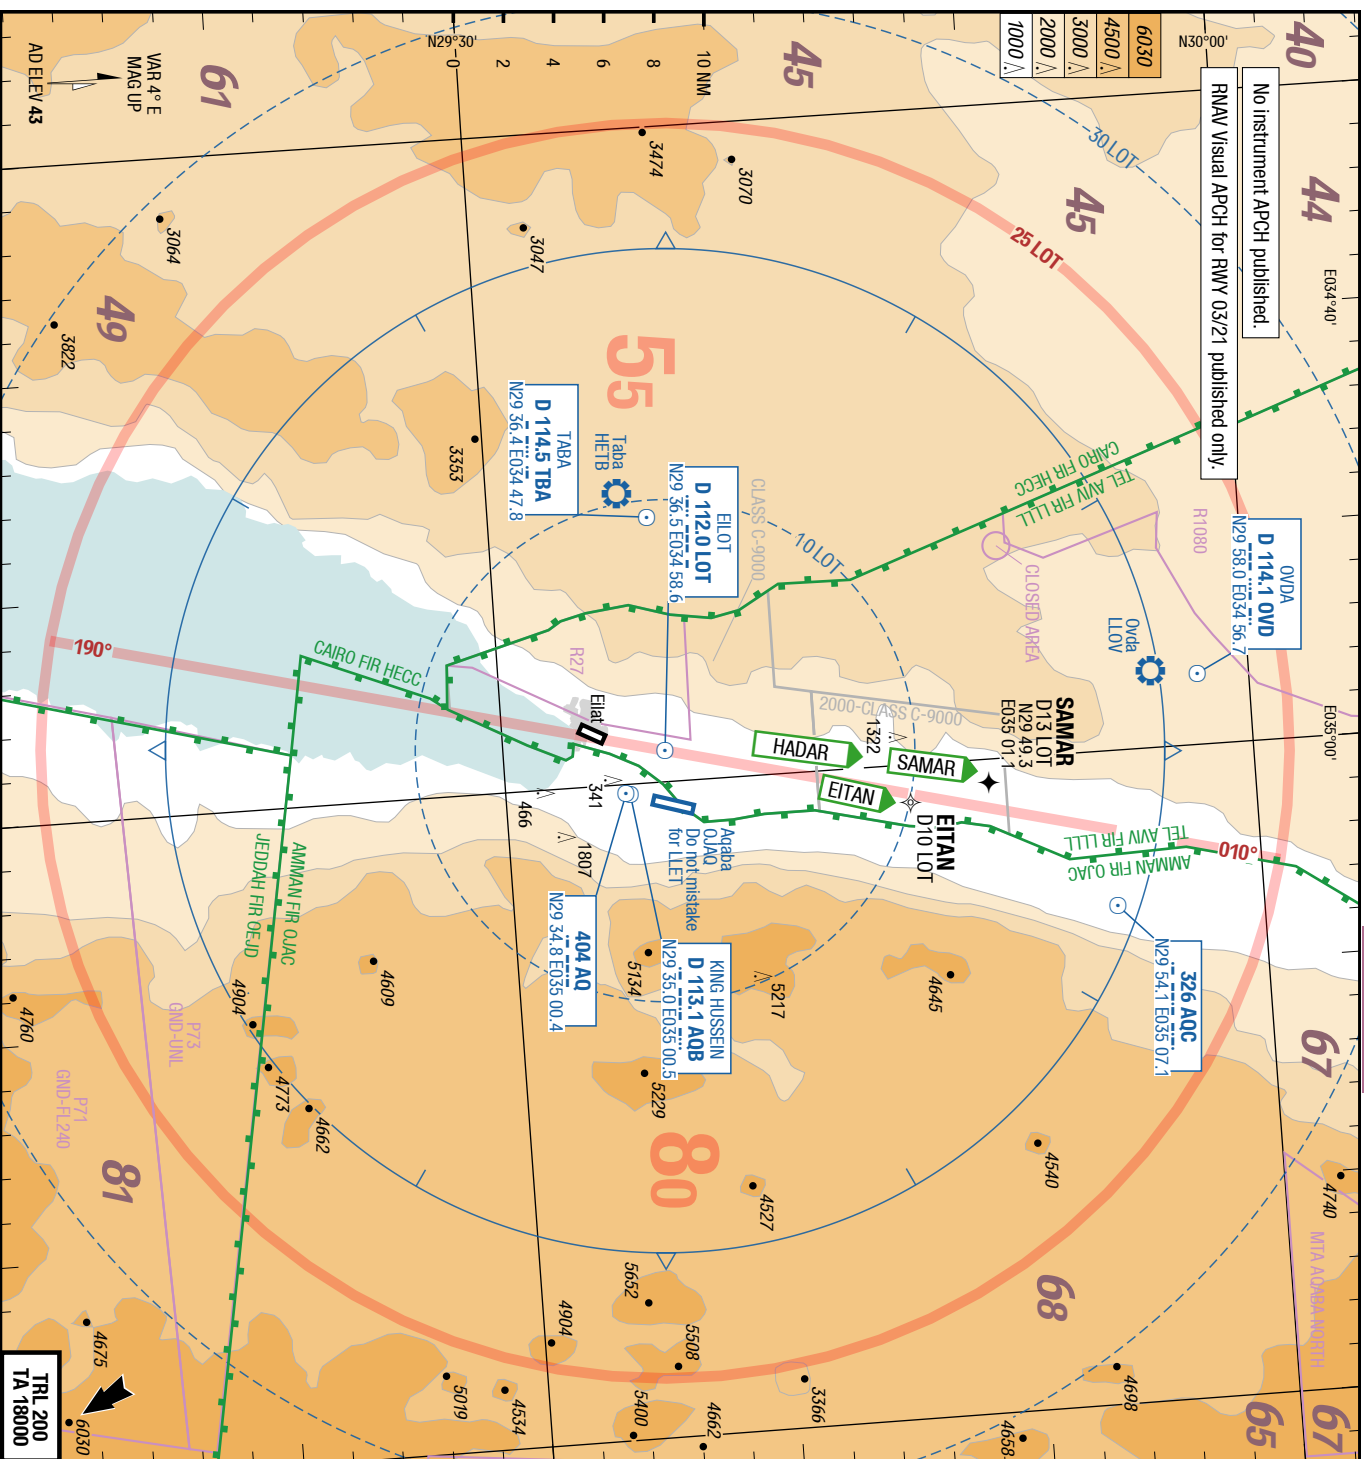 No instrument APCH published.
RNAV Visual APCH for RWY 03/21 published only.
6030
4500
3000
2000
1000
N30°00'
N29°30'
E034°40'
E035°00'
10 NM
8
6
4
2
0
VAR 4° E
MAG UP
AD ELEV 43
40
44
45
45
61
49
67
68
65
67
81
55
80
30 LOT
25 LOT
10 LOT
190°
010°
3474
3070
3047
3064
3822
3353
OVDA
D 114.1 OVD
N29 58.0 E034 56.7
EILOT
D 112.0 LOT
N29 36.5 E034 58.6
TABA
D 114.5 TBA
N29 36.4 E034 47.8
Taba
HETB
Ovda
LLOV
CAIRO FIR HECC
TEL AVIV FIR LLLL
R1080
CLOSED AREA
CLASS C-9000
2000-CLASS C-9000
R27
CAIRO FIR HECC
Eilat
SAMAR
D13 LOT
N29 49.3
E035 01.1
HADAR
SAMAR
EITAN
EITAN
D10 LOT
1322
341
466
1807
Aqaba
OJAQ
Do not mistake
for LLET
TEL AVIV FIR LLLL
AMMAN FIR OJAC
AMMAN FIR OJAC
JEDDAH FIR OEJD
326 AQC
N29 54.1 E035 07.1
KING HUSSEIN
D 113.1 AQB
N29 35.0 E035 00.5
404 AQ
N29 34.8 E035 00.4
5134
5217
4645
4609
4904
4760
4773
4662
5229
4540
4527
4740
P73
GND-UNL
P71
GND-FL240
MTA AQABA NORTH
5652
5508
4904
5019
4534
5400
4662
3366
4698
4658
4675
6030
TRL 200
TA 18000